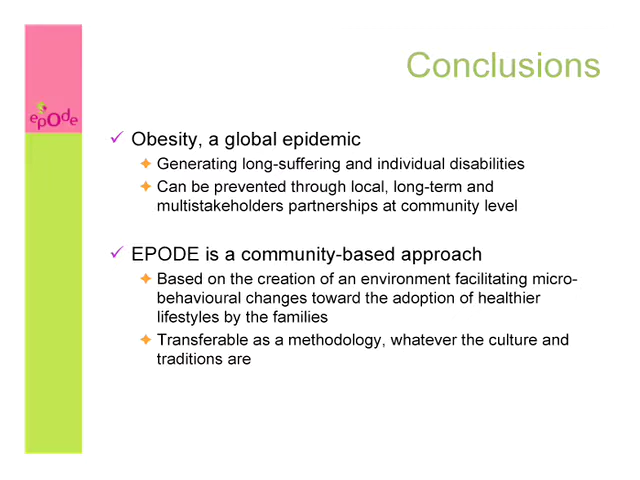 Conclusions
epode
✓ Obesity, a global epidemic
✦ Generating long-suffering and individual disabilities
✦ Can be prevented through local, long-term and
multistakeholders partnerships at community level
✓ EPODE is a community-based approach
✦ Based on the creation of an environment facilitating micro-
behavioural changes toward the adoption of healthier
lifestyles by the families
✦ Transferable as a methodology, whatever the culture and
traditions are